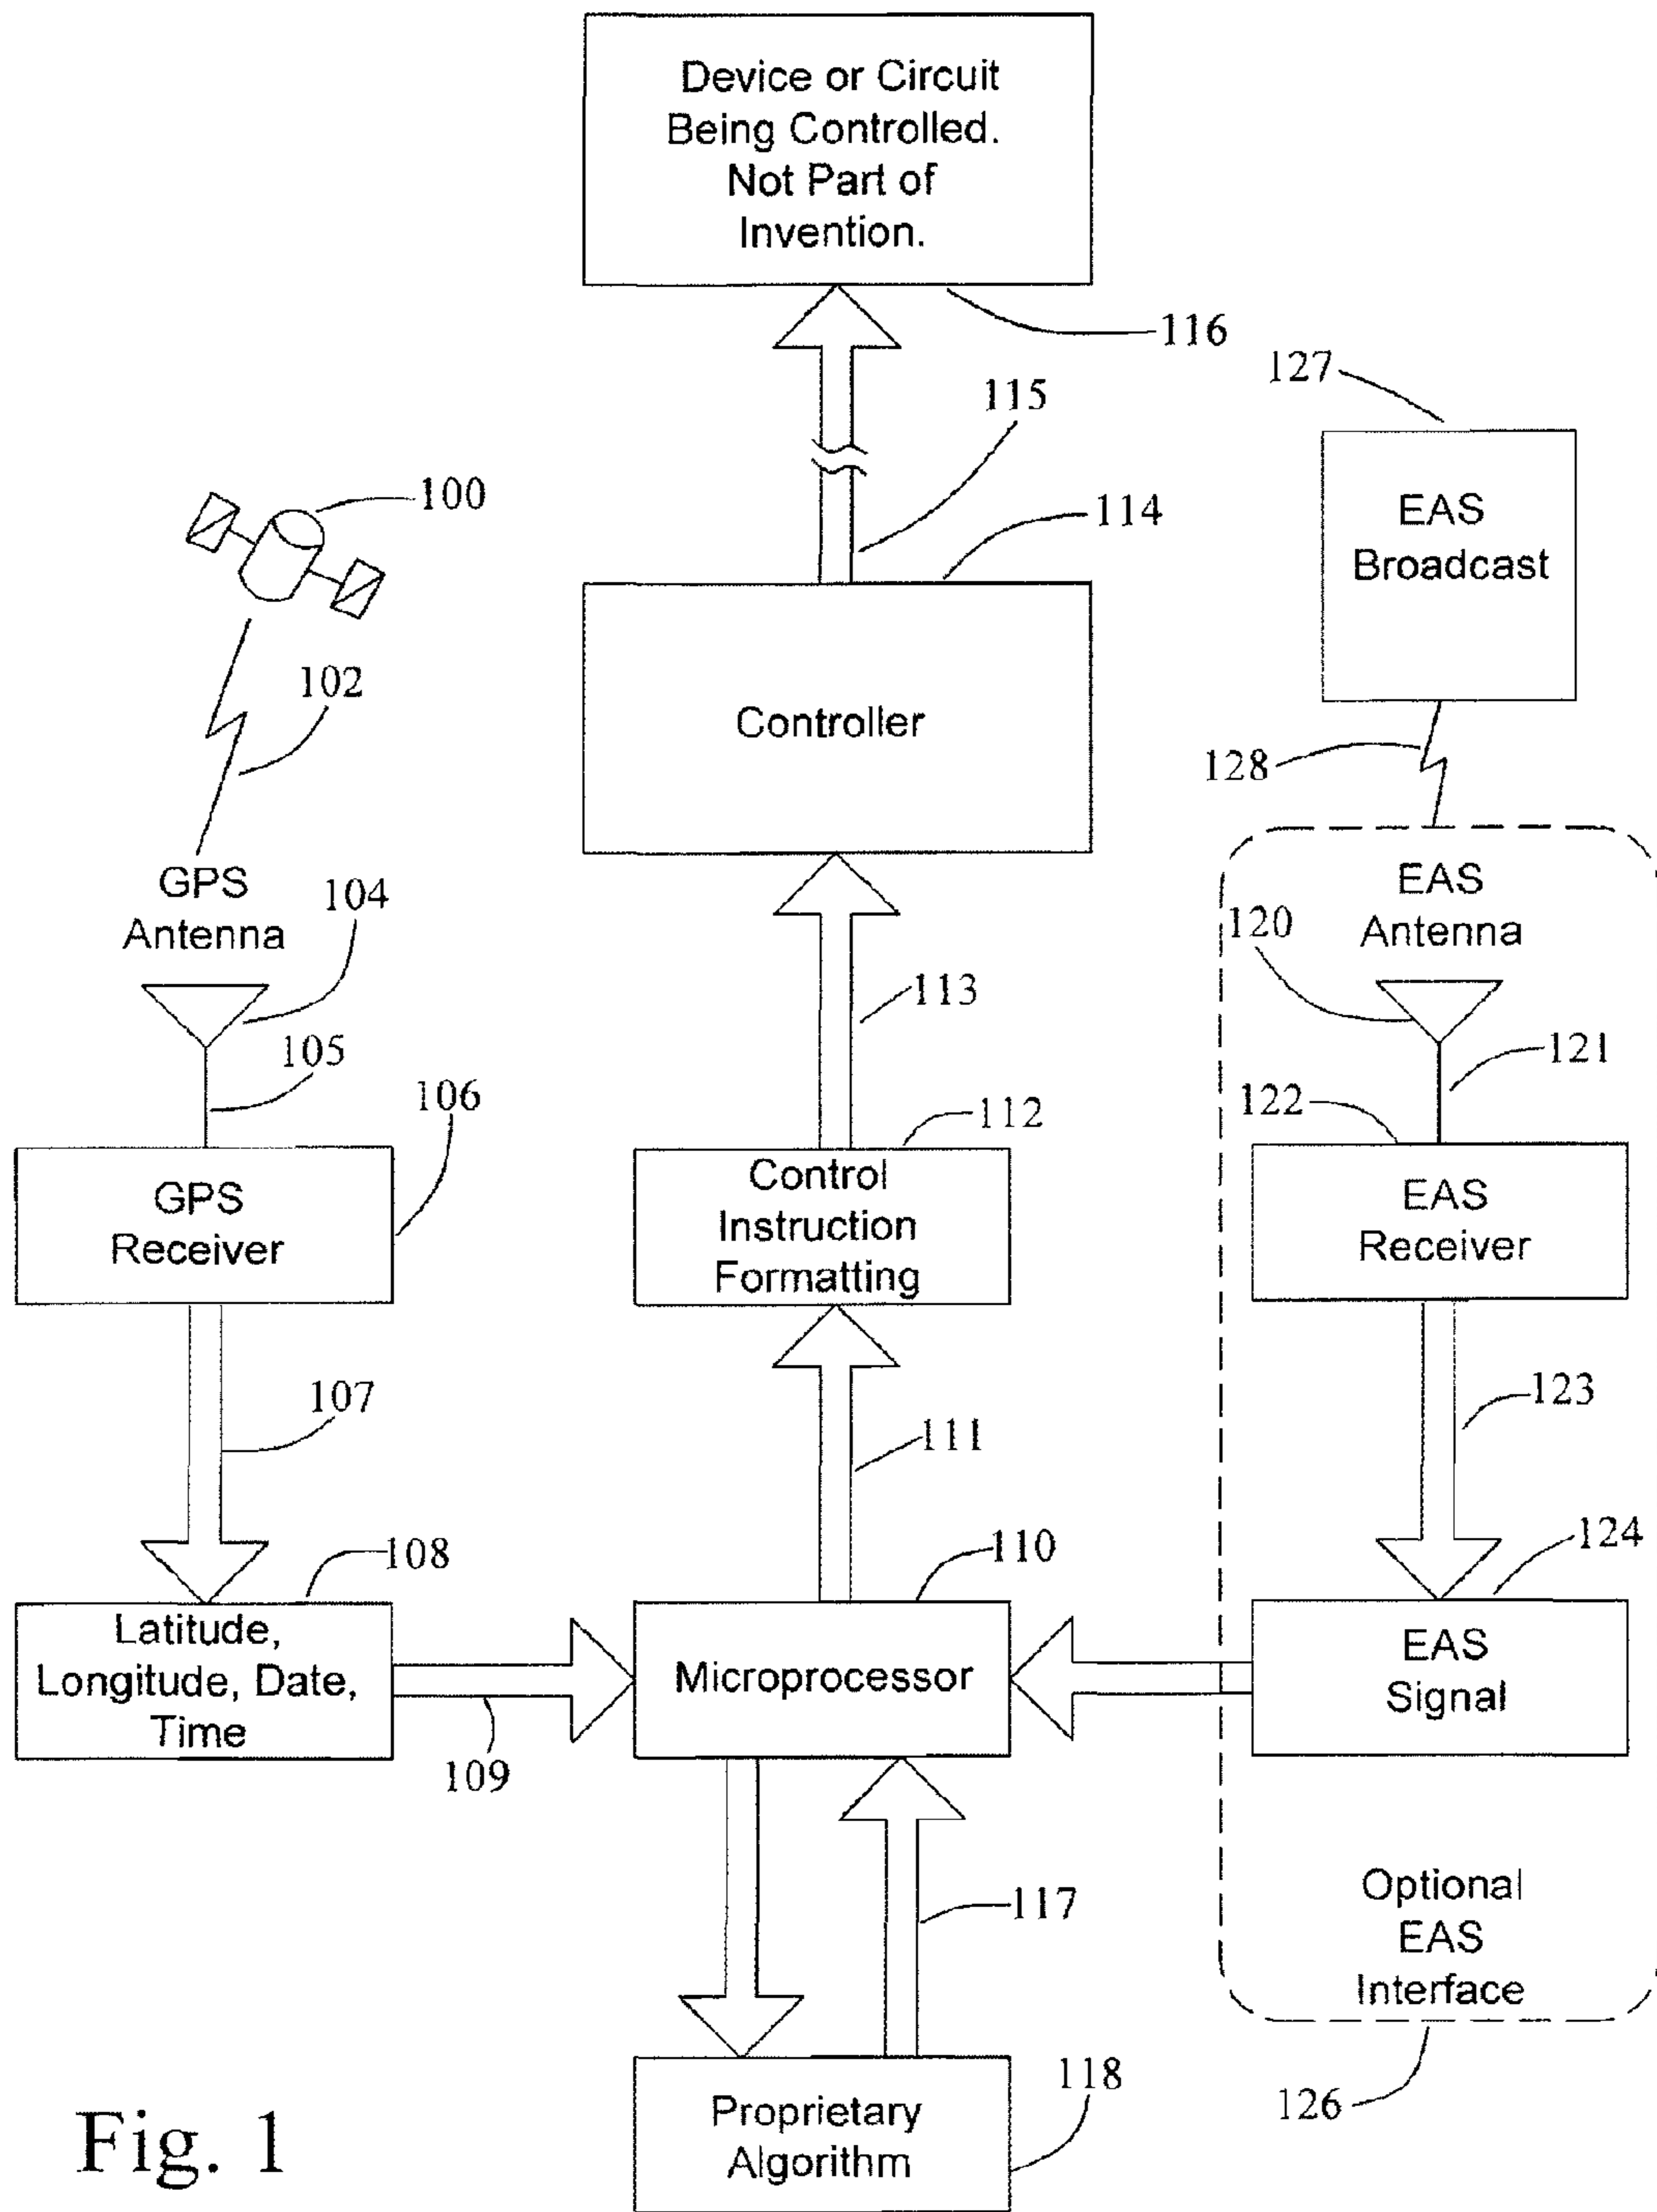 Device or Circuit
Being Controlled.
Not Part of
Invention.
116
127
115
EAS
Broadcast
100
114
102
Controller
128
GPS
Antenna
104
EAS
Antenna
120
113
105
121
106
112
122
GPS
Receiver
Control
Instruction
Formatting
EAS
Receiver
107
123
111
108
110
124
Latitude,
Longitude, Date,
Time
Microprocessor
EAS
Signal
109
117
Optional
EAS
Interface
118
126
Proprietary
Algorithm
Fig. 1